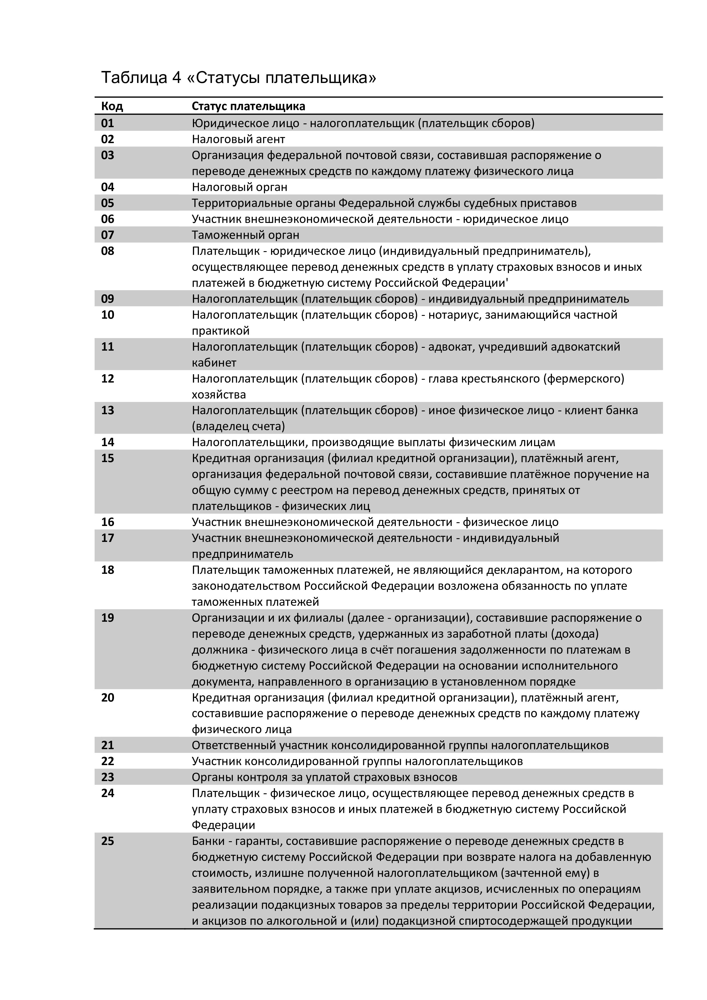 Таблица 4 «Статусы плательщика»
Код Статус плательщика
01 Юридическое лицо - налогоплательщик (плательщик сборов)
02 Налоговый агент
03 Организация федеральной почтовой связи, составившая распоряжение о
переводе денежных средств по каждому платежу физического лица
04 Налоговый орган
05 Территориальные органы Федеральной службы судебных приставов
06 Участник внешнеэкономической деятельности - юридическое лицо
07 Таможенный орган
08 Плательщик - юридическое лицо (индивидуальный предприниматель),
осуществляющее перевод денежных средств в уплату страховых взносов и иных
платежей в бюджетную систему Российской Федерации'
09 Налогоплательщик (плательщик сборов) - индивидуальный предприниматель
10 Налогоплательщик (плательщик сборов) - нотариус, занимающийся частной
практикой
11 Налогоплательщик (плательщик сборов) - адвокат, учредивший адвокатский
кабинет
12 Налогоплательщик (плательщик сборов) - глава крестьянского (фермерского)
хозяйства
13 Налогоплательщик (плательщик сборов) - иное физическое лицо - клиент банка
(владелец счета)
14 Налогоплательщики, производящие выплаты физическим лицам
15 Кредитная организация (филиал кредитной организации), платёжный агент,
организация федеральной почтовой связи, составившие платёжное поручение на
общую сумму с реестром на перевод денежных средств, принятых от
плательщиков - физических лиц
16 Участник внешнеэкономической деятельности - физическое лицо
17 Участник внешнеэкономической деятельности - индивидуальный
предприниматель
18 Плательщик таможенных платежей, не являющийся декларантом, на которого
законодательством Российской Федерации возложена обязанность по уплате
таможенных платежей
19 Организации и их филиалы (далее - организации), составившие распоряжение о
переводе денежных средств, удержанных из заработной платы (дохода)
должника - физического лица в счёт погашения задолженности по платежам в
бюджетную систему Российской Федерации на основании исполнительного
документа, направленного в организацию в установленном порядке
20 Кредитная организация (филиал кредитной организации), платёжный агент,
составившие распоряжение о переводе денежных средств по каждому платежу
физического лица
21 Ответственный участник консолидированной группы налогоплательщиков
22 Участник консолидированной группы налогоплательщиков
23 Органы контроля за уплатой страховых взносов
24 Плательщик - физическое лицо, осуществляющее перевод денежных средств в
уплату страховых взносов и иных платежей в бюджетную систему Российской
Федерации
25 Банки - гаранты, составившие распоряжение о переводе денежных средств в
бюджетную систему Российской Федерации при возврате налога на добавленную
стоимость, излишне полученной налогоплательщиком (зачтенной ему) в
заявительном порядке, а также при уплате акцизов, исчисленных по операциям
реализации подакцизных товаров за пределы территории Российской Федерации,
и акцизов по алкогольной и (или) подакцизной спиртосодержащей продукции